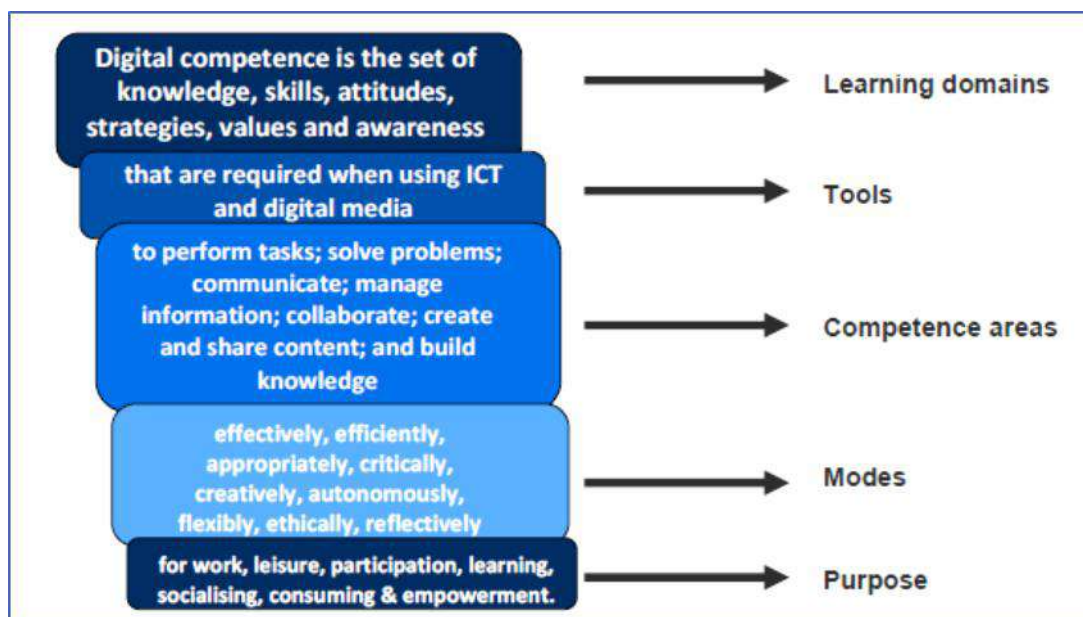 Digital competence is the set of
knowledge, skills, attitudes,
strategies, values and awareness
Learning domains
that are required when using ICT
and digital media
Tools
to perform tasks; solve problems;
communicate; manage
information; collaborate; create
and share content; and build
knowledge
Competence areas
effectively, efficiently,
appropriately, critically,
creatively, autonomously,
flexibly, ethically, reflectively
Modes
for work, leisure, participation, learning,
socialising, consuming & empowerment.
Purpose